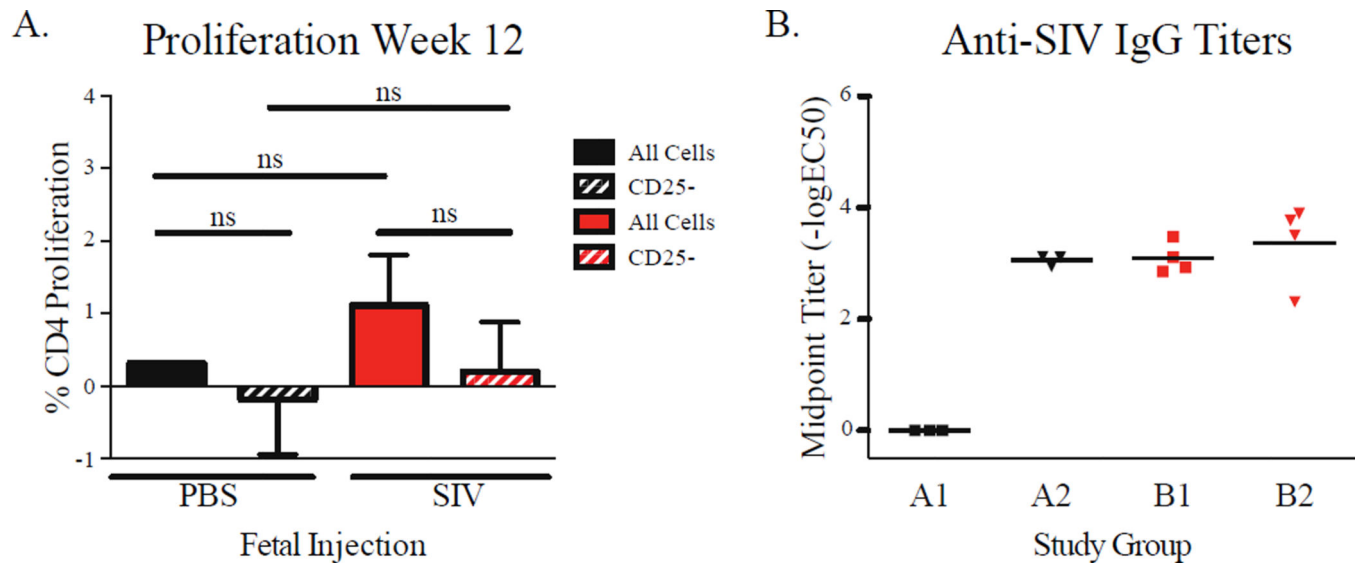 A.
Proliferation Week 12
% CD4 Proliferation
4
3
2
1
0
-1
ns
ns
ns
ns
All Cells
CD25-
All Cells
CD25-
PBS
SIV
Fetal Injection
B.
Anti-SIV IgG Titers
Midpoint Titer (-logEC50)
6
4
2
0
A1
A2
B1
B2
Study Group